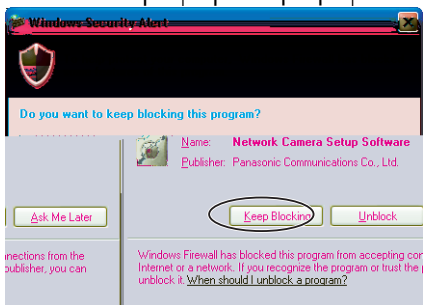 Windows Security Alert
Do you want to keep blocking this program?
Name: Network Camera Setup Software
Publisher: Panasonic Communications Co., Ltd.
Ask Me Later
Keep Blocking
Unblock
nnections from the
publisher, you can
Windows Firewall has blocked this program from accepting con
Internet or a network. If you recognize the program or trust the
unblock it. When should I unblock a program?